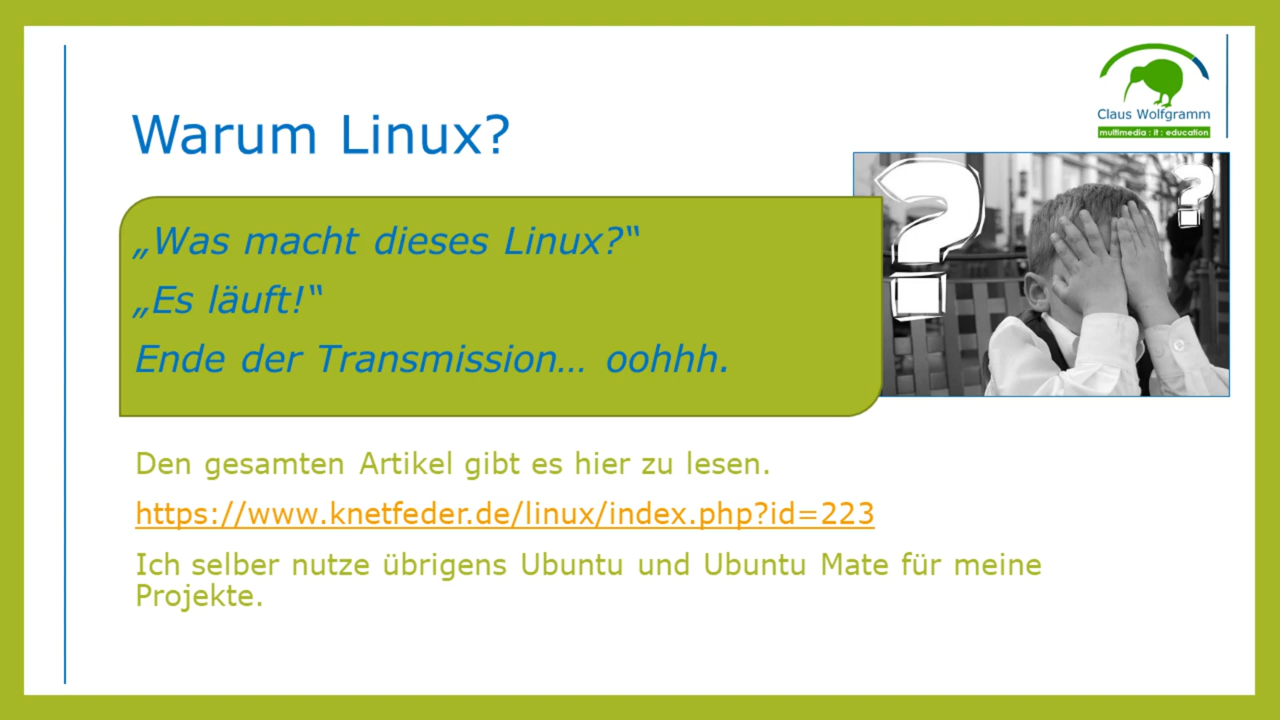 Claus Wolfgramm
multimedia : it : education
Warum Linux?
?
?
„Was macht dieses Linux?“
„Es läuft!“
Ende der Transmission… oohhh.
Den gesamten Artikel gibt es hier zu lesen.
https://www.knetfeder.de/linux/index.php?id=223
Ich selber nutze übrigens Ubuntu und Ubuntu Mate für meine
Projekte.